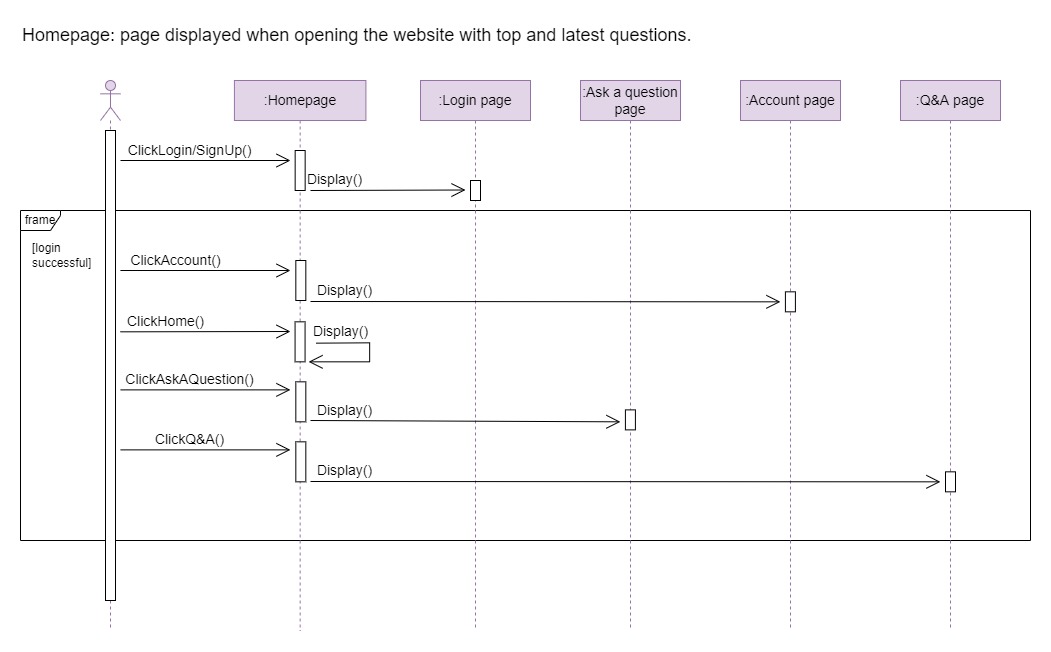 Homepage: page displayed when opening the website with top and latest questions.
:Homepage
:Login page
:Ask a question
page
:Account page
:Q&A page
ClickLogin/SignUp()
Display()
frame
[login
successful]
ClickAccount()
Display()
ClickHome()
Display()
ClickAskAQuestion()
Display()
ClickQ&A()
Display()